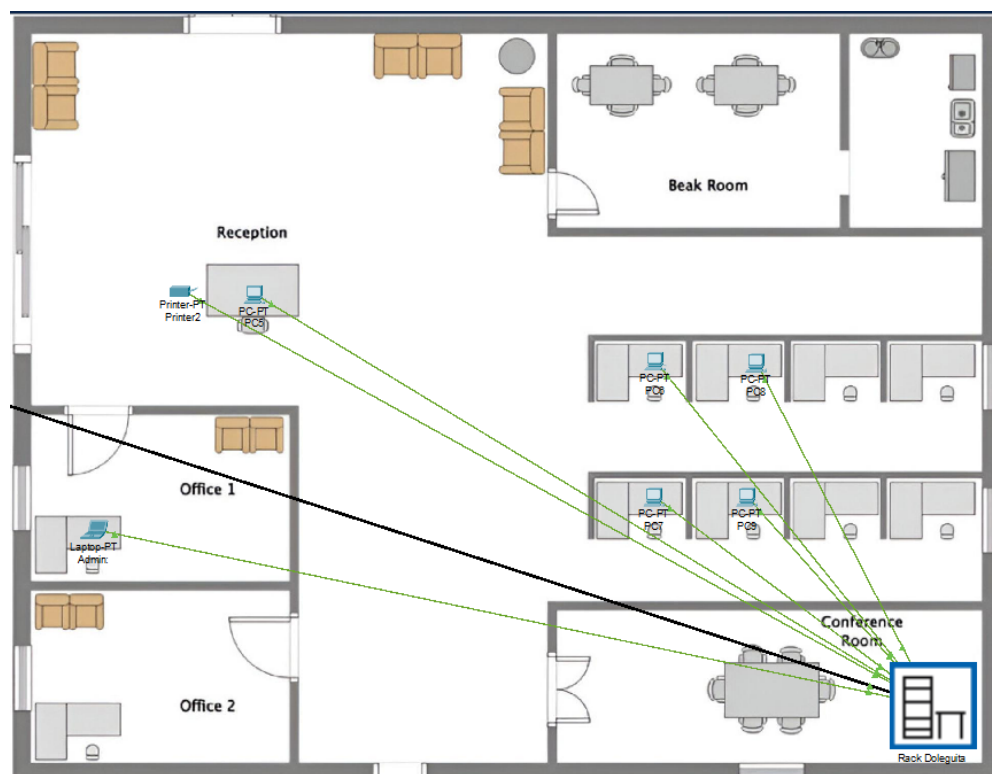 Beak Room
Reception
Printer-PT
Printer2
PC-PT
PC5
PC-PT
PC6
PC-PT
PC8
Office 1
PC-PT
PC7
PC-PT
PC9
Laptop-PT
Admin:
Conference
Room
Office 2
Rack Doleguita